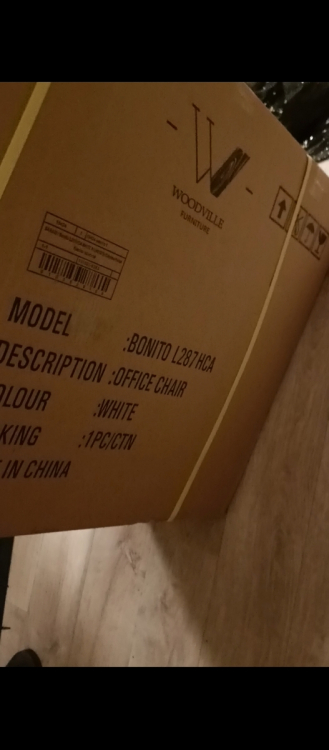 W
WOODVILLE
FURNITURE
MODEL :BONITO L287HCA
DESCRIPTION :OFFICE CHAIR
OLOUR :WHITE
KING :1PC/CTN
IN CHINA